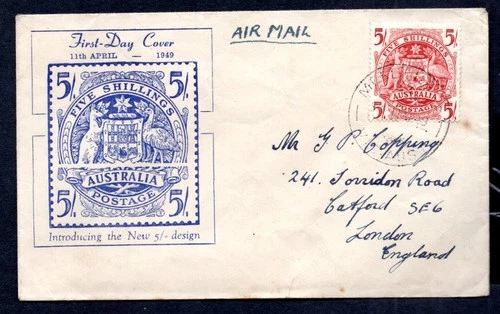 First-Day Cover
11th APRIL — 1949
5/- 5/-
FIVE SHILLINGS
AUSTRALIA
POSTAGE
5/- 5/-
Introducing the New 5/- design
AIR MAIL
5/- 5/-
FIVE SHILLINGS
AUSTRALIA
POSTAGE
5/- 5/-
Mr G P Copping
241. Torridon Road
Catford SE6
London
England